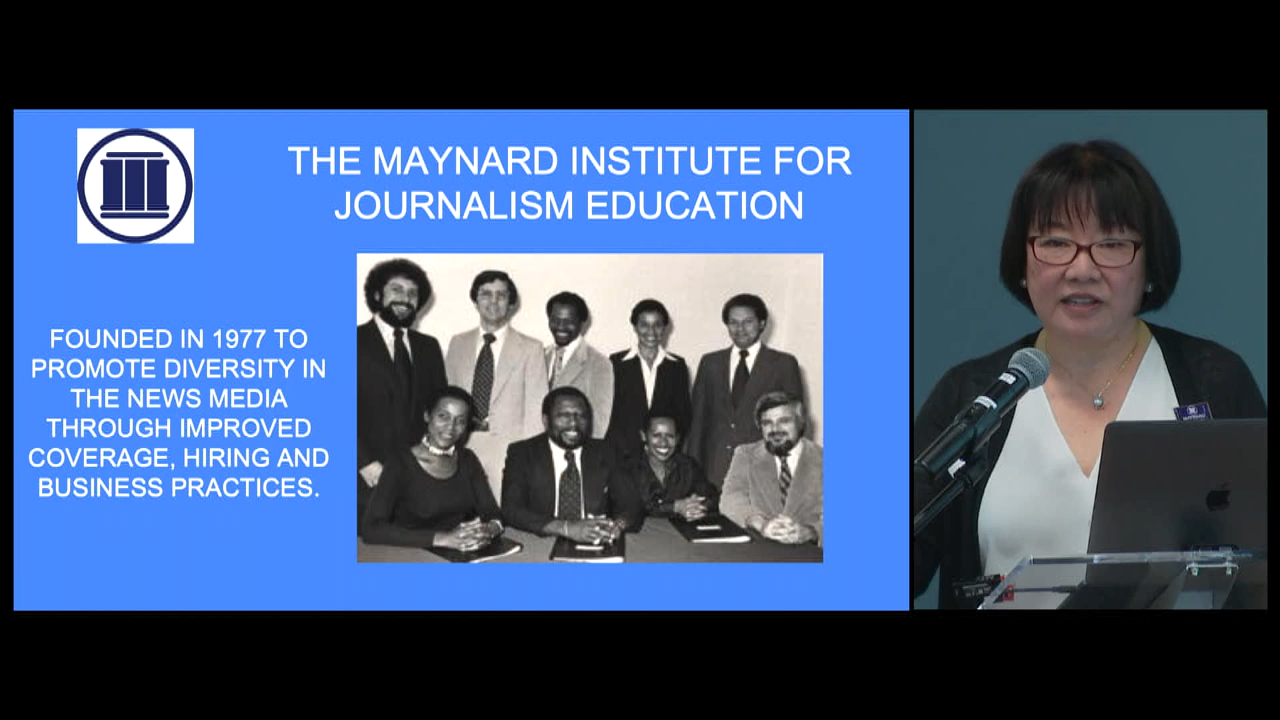 THE MAYNARD INSTITUTE FOR
JOURNALISM EDUCATION
FOUNDED IN 1977 TO
PROMOTE DIVERSITY IN
THE NEWS MEDIA
THROUGH IMPROVED
COVERAGE, HIRING AND
BUSINESS PRACTICES.